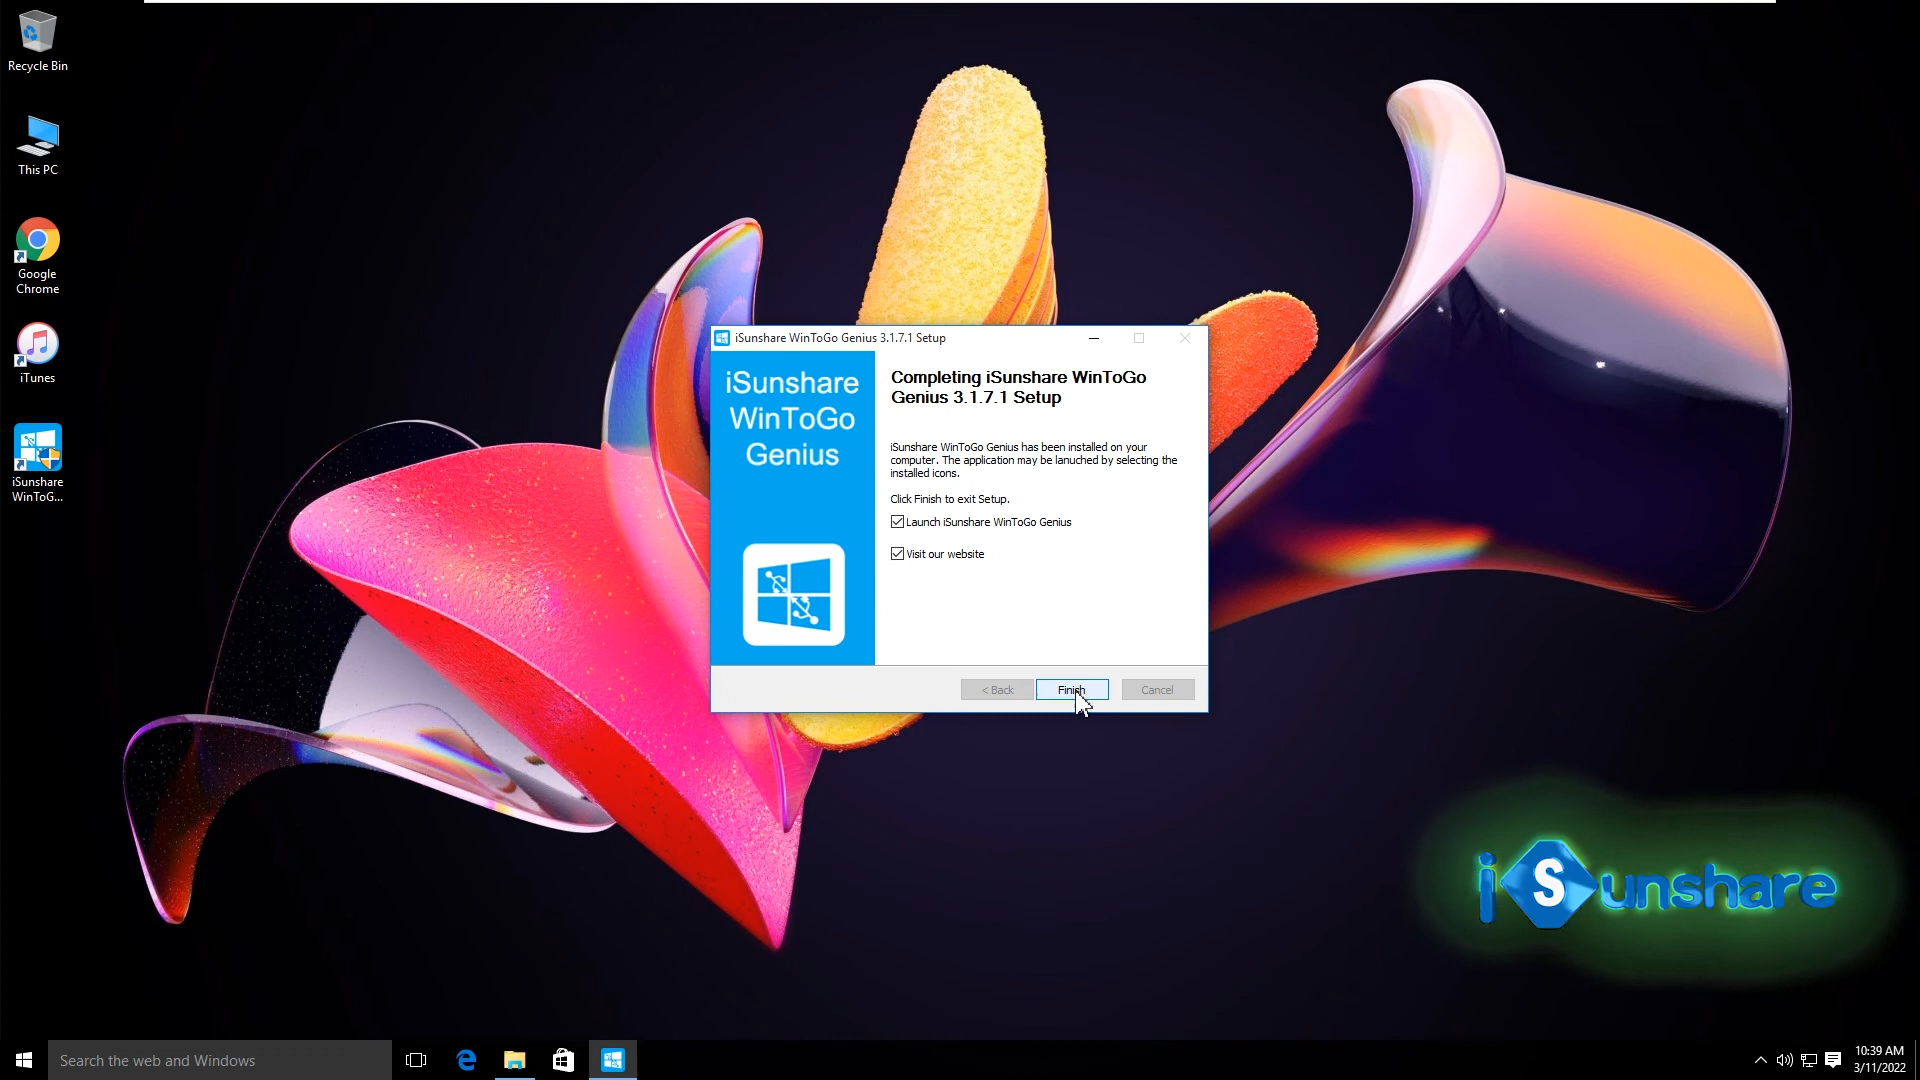 Recycle Bin
This PC
Google
Chrome
iTunes
iSunshare
WinToG...
iSunshare WinToGo Genius 3.1.7.1 Setup
iSunshare
WinToGo
Genius
Completing iSunshare WinToGo
Genius 3.1.7.1 Setup
iSunshare WinToGo Genius has been installed on your
computer. The application may be lanuched by selecting the
installed icons.
Click Finish to exit Setup.
Launch iSunshare WinToGo Genius
Visit our website
< Back
Finish
Cancel
iSunshare
Search the web and Windows
10:39 AM
3/11/2022